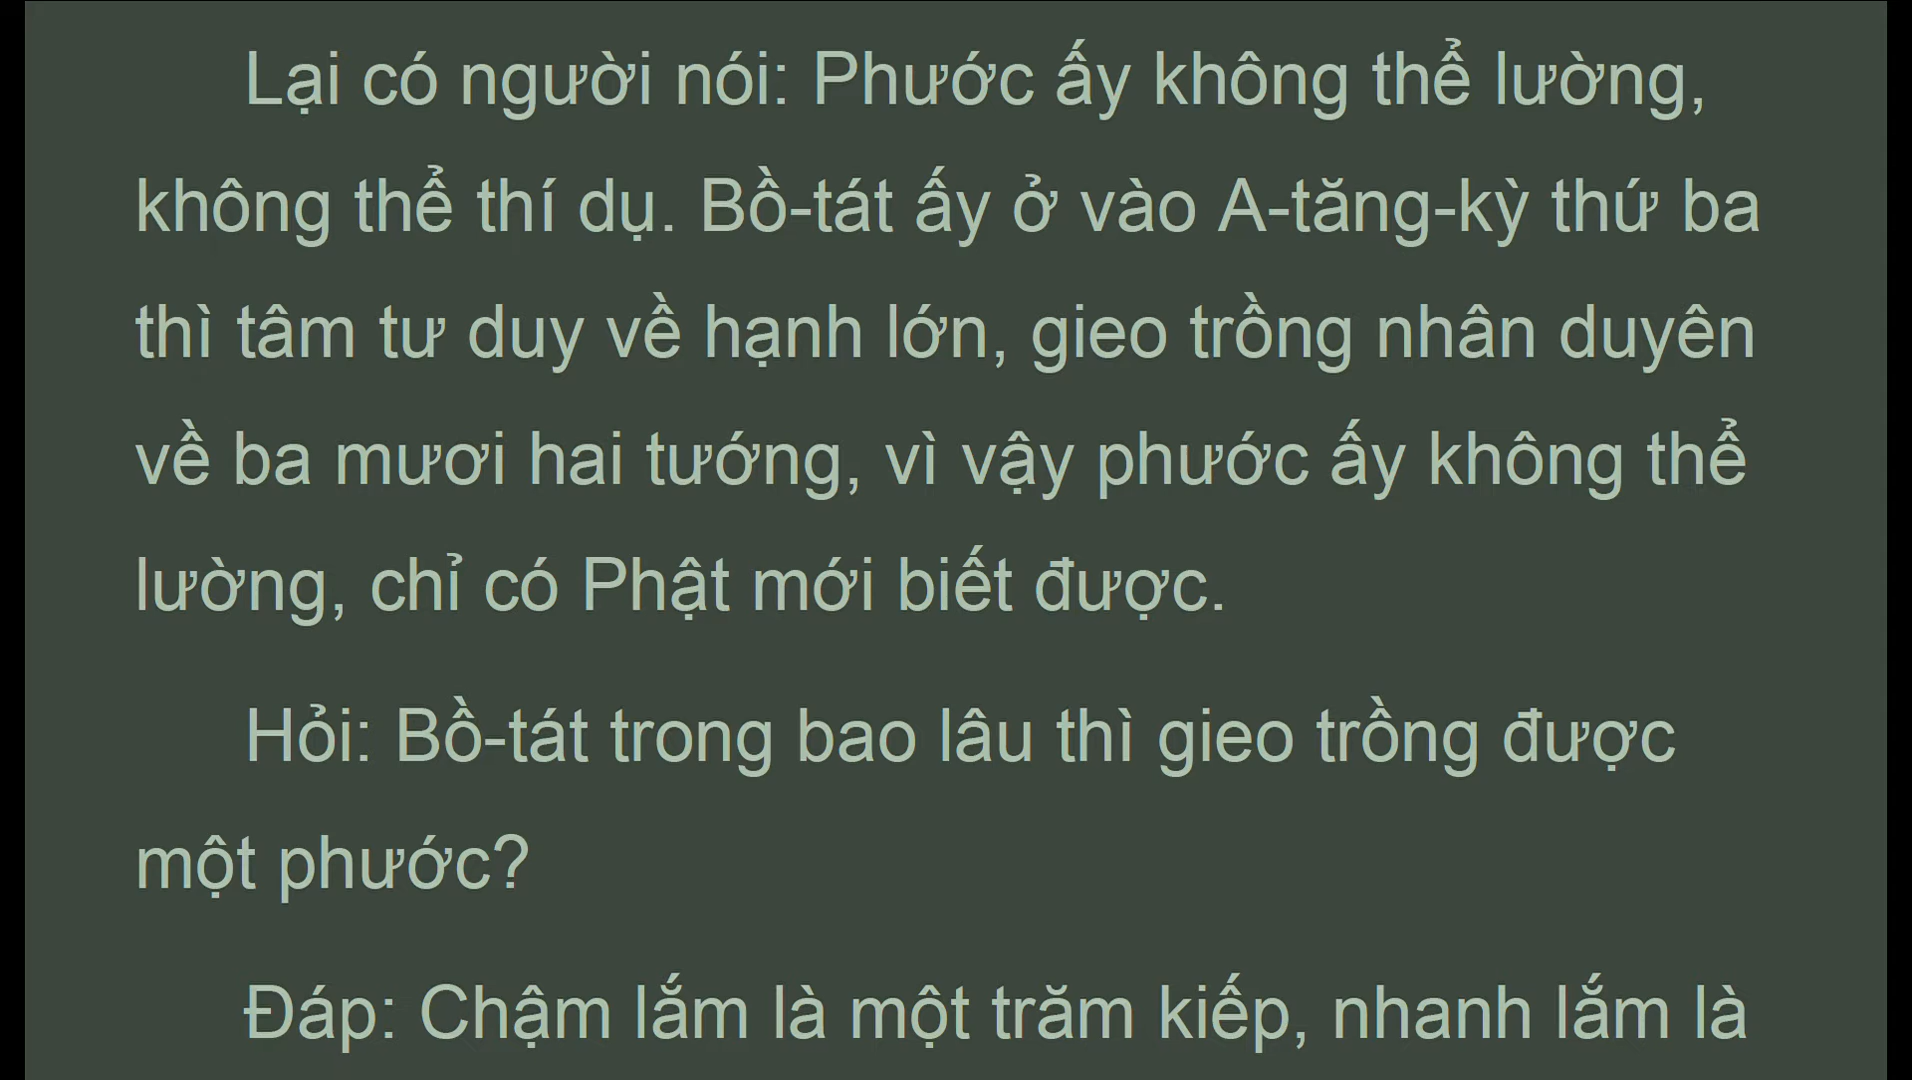 Lại có người nói: Phước ấy không thể lường,
không thể thí dụ. Bồ-tát ấy ở vào A-tăng-kỳ thứ ba
thì tâm tư duy về hạnh lớn, gieo trồng nhân duyên
về ba mươi hai tướng, vì vậy phước ấy không thể
lường, chỉ có Phật mới biết được.
Hỏi: Bồ-tát trong bao lâu thì gieo trồng được
một phước?
Đáp: Chậm lắm là một trăm kiếp, nhanh lắm là